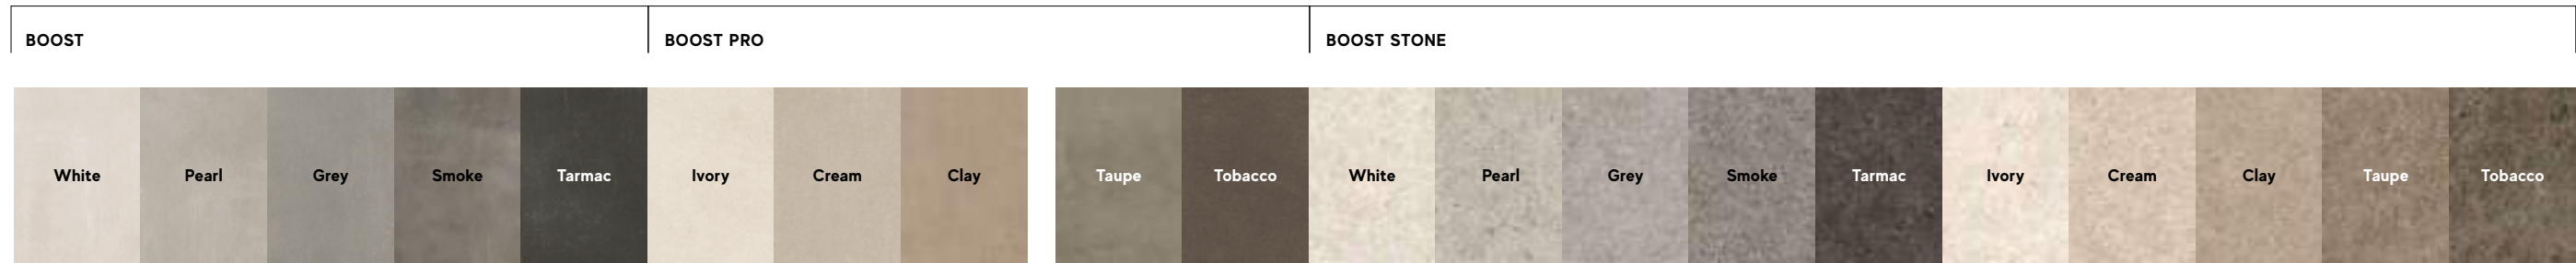 BOOST
BOOST PRO
BOOST STONE
White
Pearl
Grey
Smoke
Tarmac
Ivory
Cream
Clay
Taupe
Tobacco
White
Pearl
Grey
Smoke
Tarmac
Ivory
Cream
Clay
Taupe
Tobacco